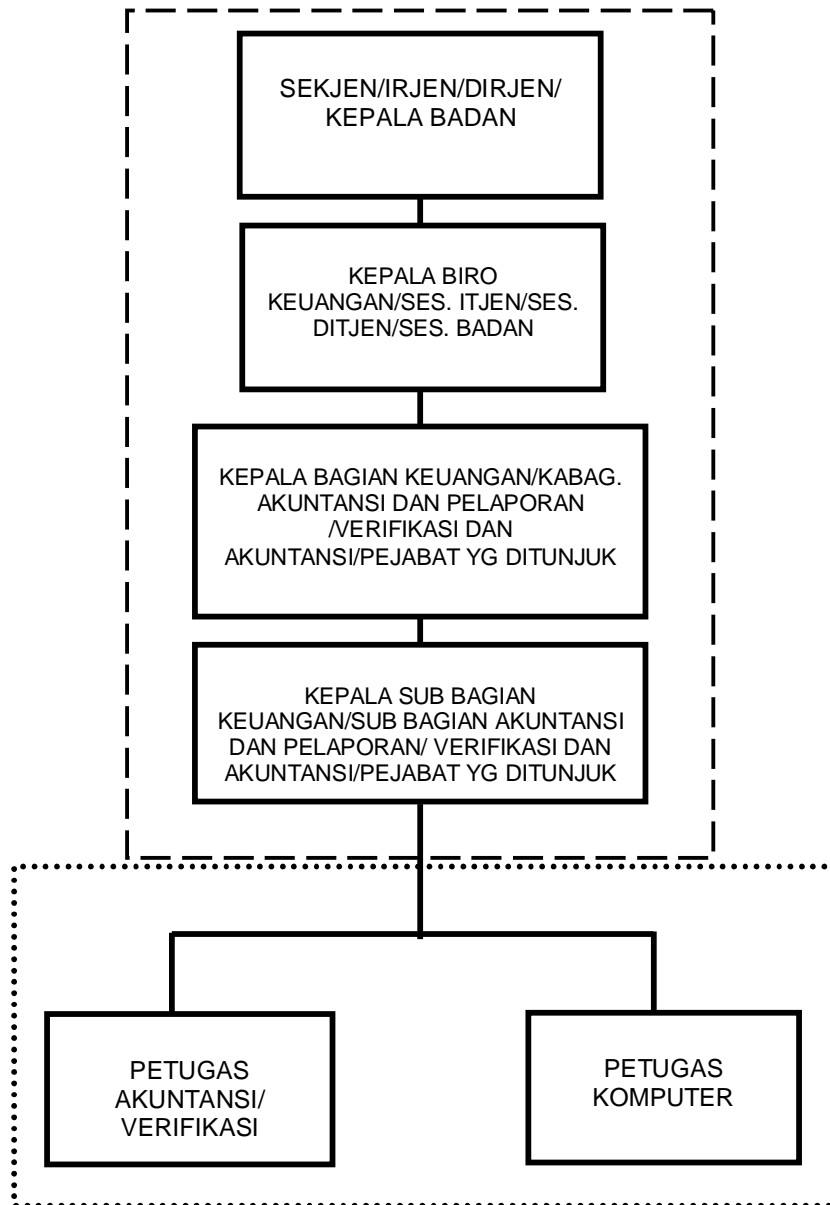 SEKJEN/IRJEN/DIRJEN/
KEPALA BADAN
KEPALA BIRO
KEUANGAN/SES. ITJEN/SES.
DITJEN/SES. BADAN
KEPALA BAGIAN KEUANGAN/KABAG.
AKUNTANSI DAN PELAPORAN
/VERIFIKASI DAN
AKUNTANSI/PEJABAT YG DITUNJUK
KEPALA SUB BAGIAN
KEUANGAN/SUB BAGIAN AKUNTANSI
DAN PELAPORAN/ VERIFIKASI DAN
AKUNTANSI/PEJABAT YG DITUNJUK
PETUGAS
AKUNTANSI/
VERIFIKASI
PETUGAS
KOMPUTER